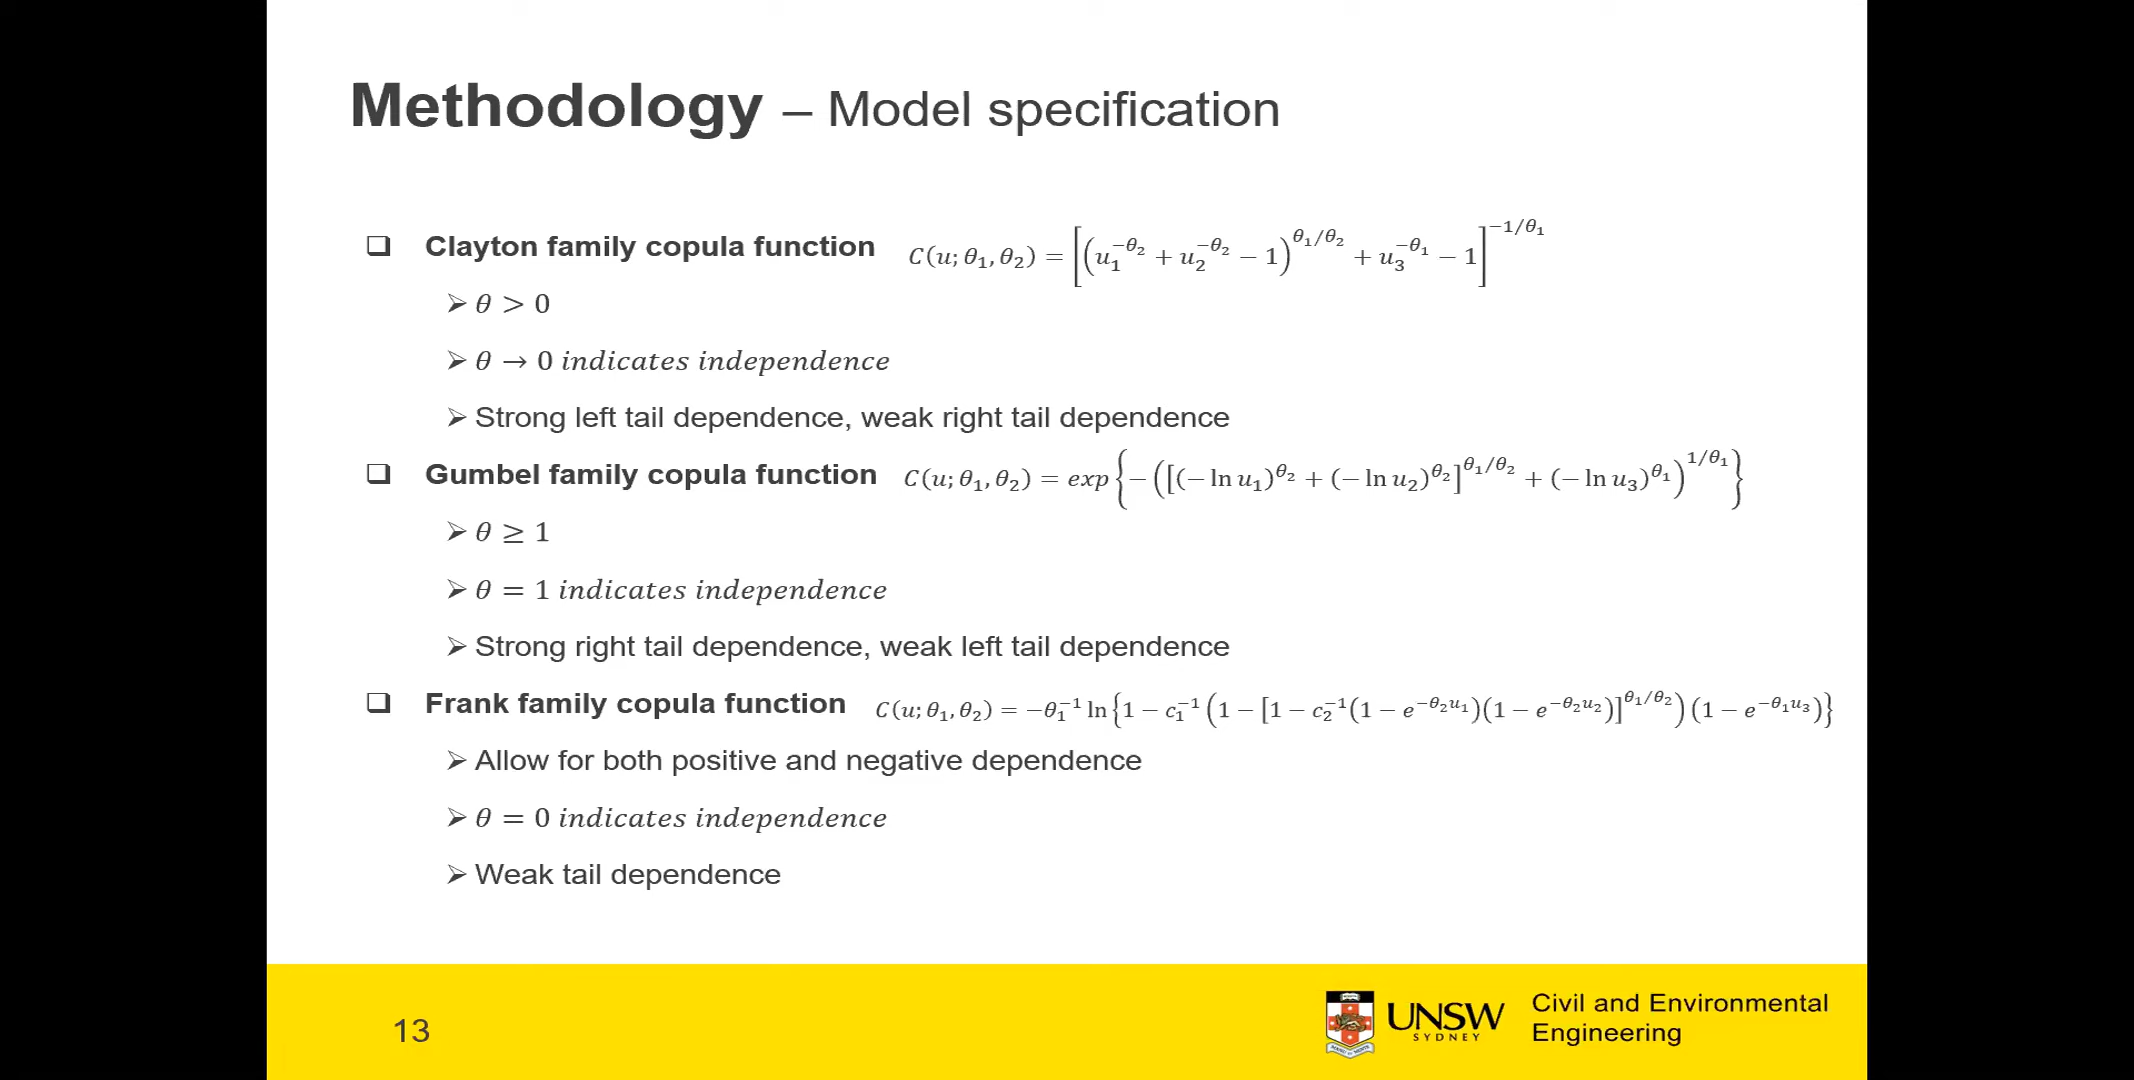 Methodology – Model specification
❑ Clayton family copula function C(u; θ₁, θ₂) = [(u₁^{−θ₂} + u₂^{−θ₂} − 1)^{θ₁/θ₂} + u₃^{−θ₁} − 1]^{−1/θ₁}
➢ θ > 0
➢ θ → 0 indicates independence
➢ Strong left tail dependence, weak right tail dependence
❑ Gumbel family copula function C(u; θ₁, θ₂) = exp{−([(− ln u₁)^{θ₂} + (− ln u₂)^{θ₂}]^{θ₁/θ₂} + (− ln u₃)^{θ₁})^{1/θ₁}}
➢ θ ≥ 1
➢ θ = 1 indicates independence
➢ Strong right tail dependence, weak left tail dependence
❑ Frank family copula function C(u; θ₁, θ₂) = −θ₁^{−1} ln{1 − c₁^{−1}(1 − [1 − c₂^{−1}(1 − e^{−θ₂u₁})(1 − e^{−θ₂u₂})]^{θ₁/θ₂})(1 − e^{−θ₁u₃)}}
➢ Allow for both positive and negative dependence
➢ θ = 0 indicates independence
➢ Weak tail dependence
13
UNSW
SYDNEY
Civil and Environmental
Engineering